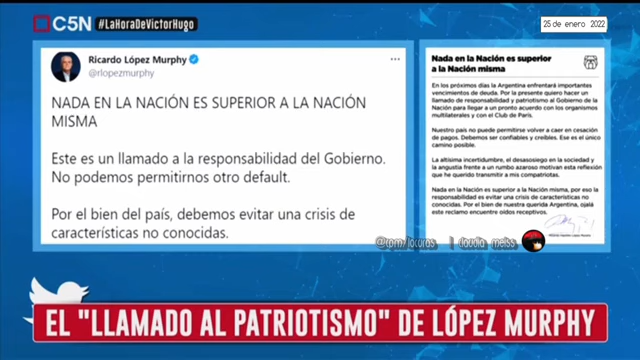 C5N
#LaHoraDeVictorHugo
25 de enero 2022
Ricardo López Murphy
@rlopezmurphy
NADA EN LA NACIÓN ES SUPERIOR A LA NACIÓN
MISMA
Este es un llamado a la responsabilidad del Gobierno.
No podemos permitirnos otro default.
Por el bien del país, debemos evitar una crisis de
características no conocidas.
Nada en la Nación es superior
a la Nación misma
En los próximos días la Argentina enfrentará importantes
vencimientos de deuda. Por la presente quiero hacer un
llamado de responsabilidad y patriotismo al Gobierno de la
Nación para llegar a un pronto acuerdo con los organismos
multilaterales y con el Club de París.
Nuestro país no puede permitirse volver a caer en cesación
de pagos. Debemos ser confiables y creíbles. Ese es el único
camino posible.
La altísima incertidumbre, el desasosiego en la sociedad y
la angustia frente a un rumbo azaroso motivan esta reflexión
que he querido transmitir a mis compatriotas.
Nada en la Nación es superior a la Nación misma, por eso la
responsabilidad es evitar una crisis de características no
conocidas. Por el bien de nuestra querida Argentina, ojalá
este reclamo encuentre oídos receptivos.
Ricardo López Murphy
@rpm/locuras | claudia meiss
EL "LLAMADO AL PATRIOTISMO" DE LÓPEZ MURPHY